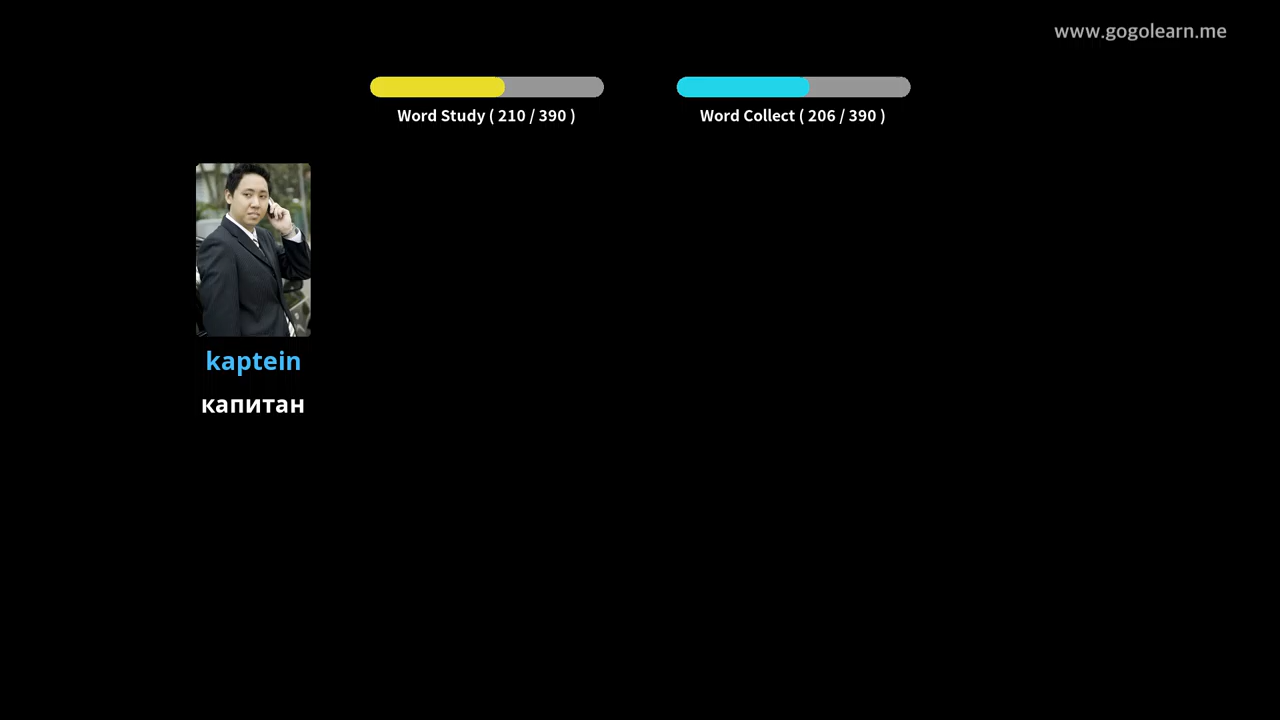 www.gogolearn.me
Word Study ( 210 / 390 )
Word Collect ( 206 / 390 )
kaptein
капитан